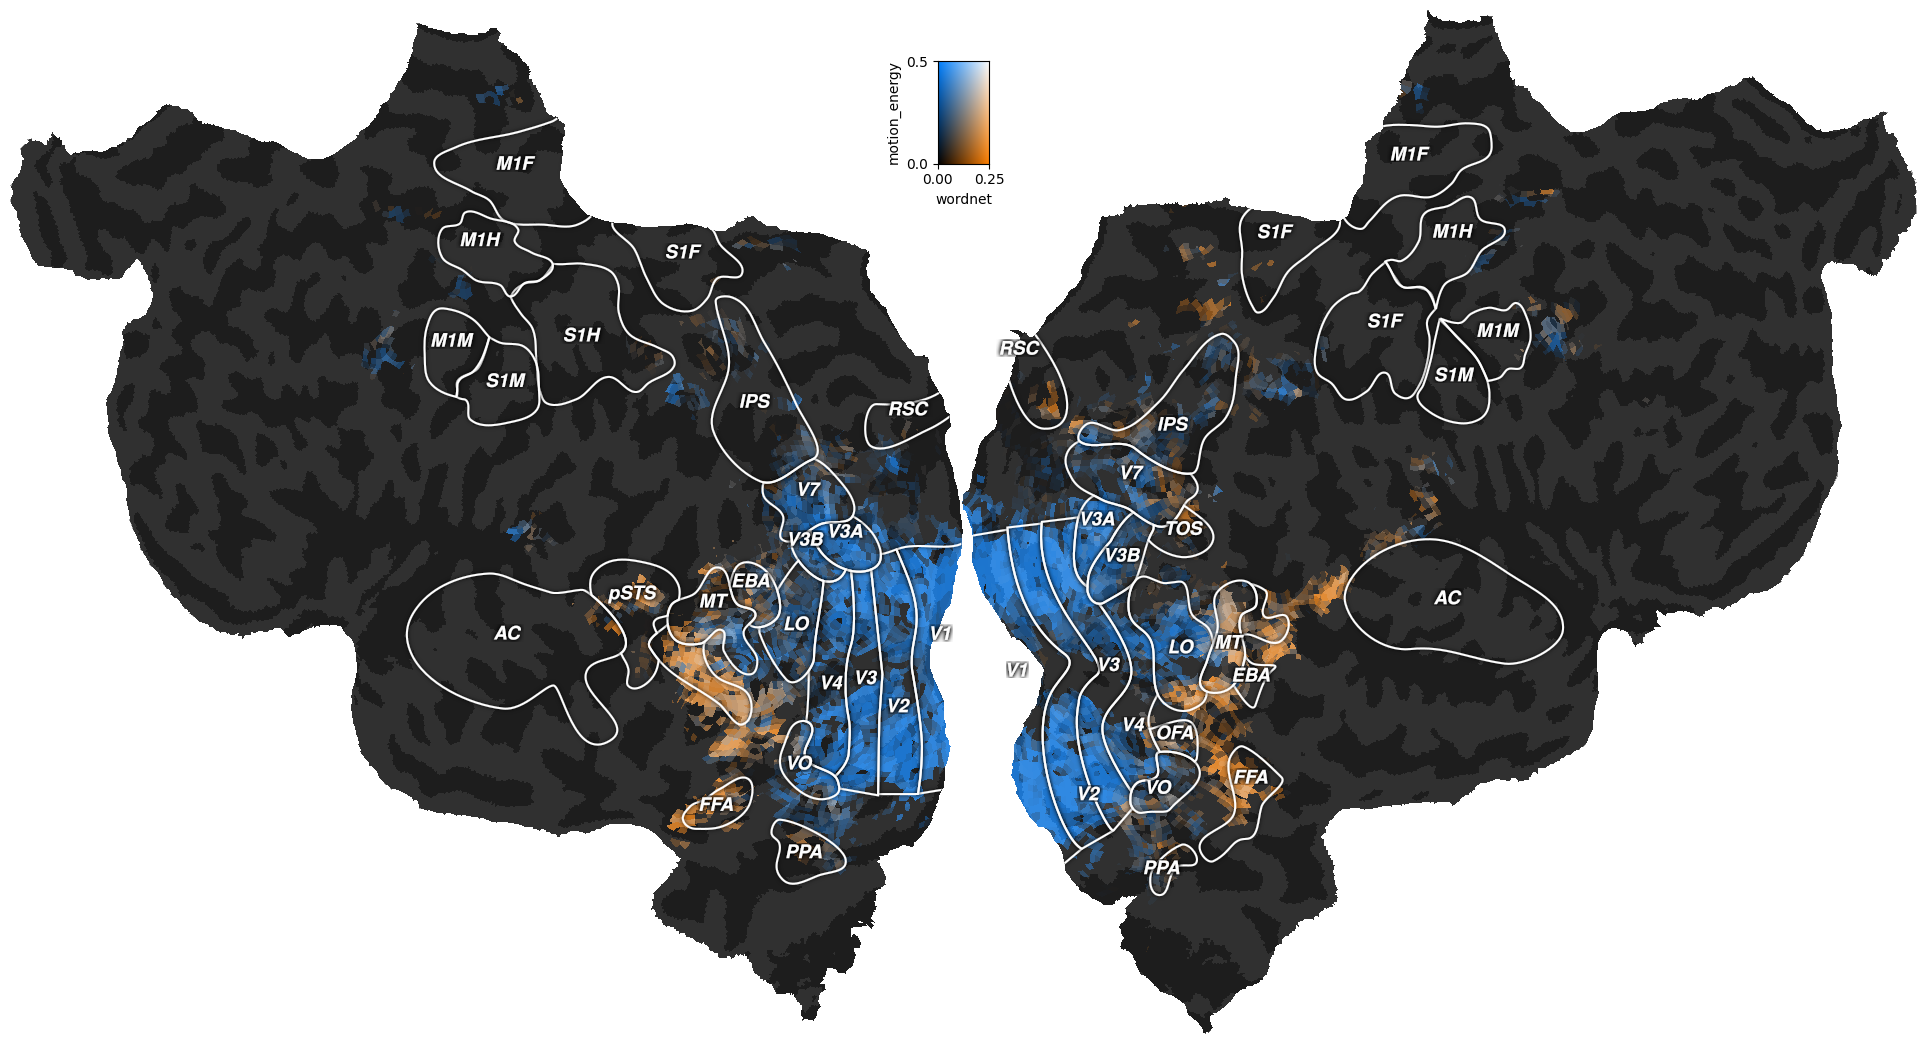 0.5
motion_energy
0.0
0.00 0.25
wordnet
M1F
M1H
S1F
M1M
S1H
S1M
IPS
RSC
V7
V3A
V3B
EBA
pSTS
MT
AC
LO
V1
V4
V3
V2
VO
FFA
PPA
M1F
S1F
M1H
RSC
S1F
M1M
S1M
IPS
V7
V3A
TOS
V3B
AC
LO
MT
V1
V3
EBA
V4
OFA
FFA
VO
V2
PPA